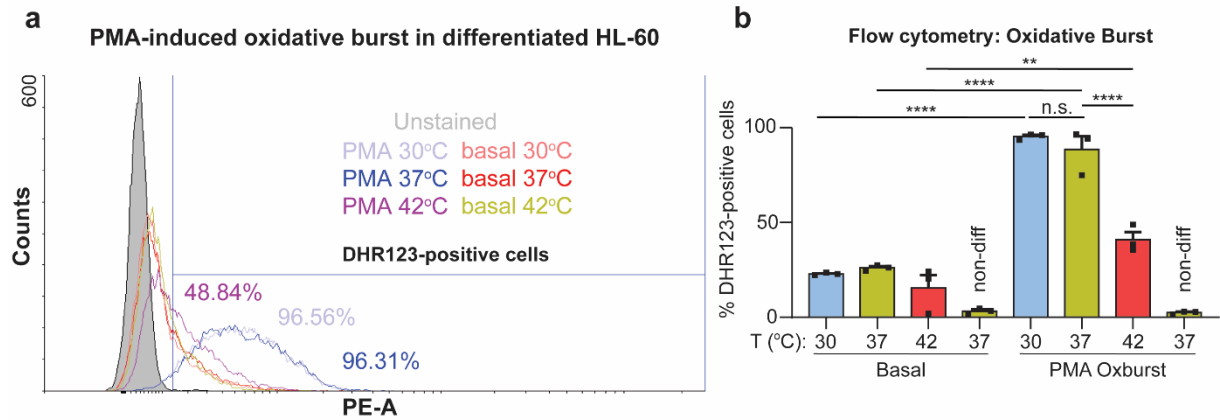 a
PMA-induced oxidative burst in differentiated HL-60
600
Counts
Unstained
PMA 30°C basal 30°C
PMA 37°C basal 37°C
PMA 42°C basal 42°C
DHR123-positive cells
48.84%
96.56%
96.31%
PE-A
b
Flow cytometry: Oxidative Burst
**
****
****
n.s.
****
% DHR123-positive cells
100
50
0
non-diff
non-diff
T (°C): 30 37 42 37 30 37 42 37
Basal PMA Oxburst